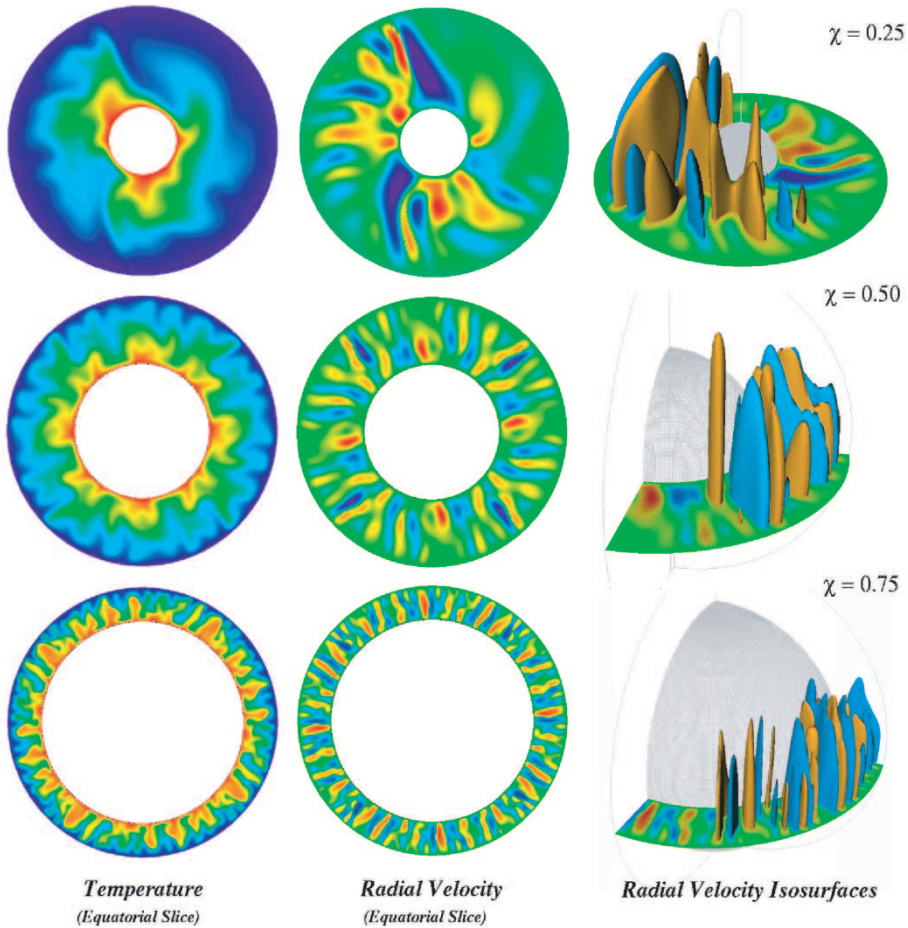 χ = 0.25
χ = 0.50
χ = 0.75
Temperature
(Equatorial Slice)
Radial Velocity
(Equatorial Slice)
Radial Velocity Isosurfaces